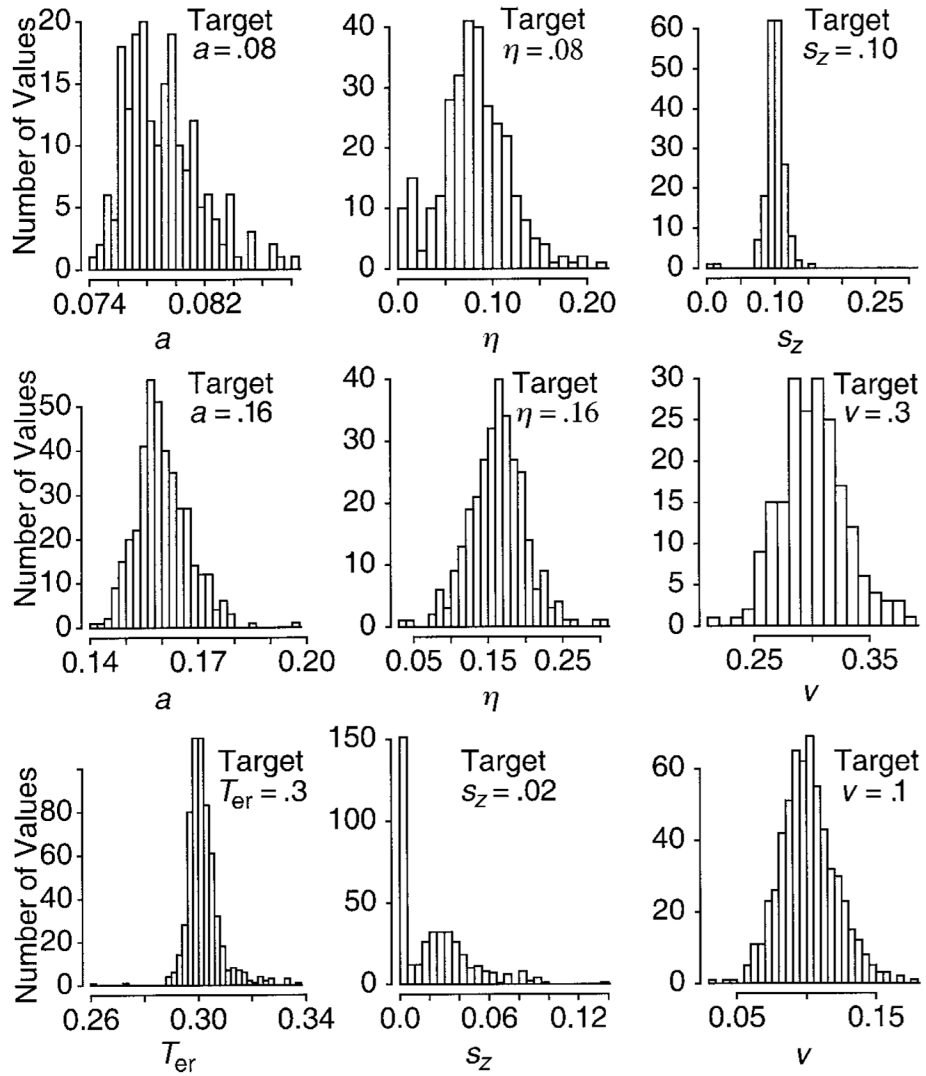 Target
a = .08
Number of Values
20
15
10
5
0
0.074 0.082
a
Target
η = .08
40
30
20
10
0
0.0 0.10 0.20
η
Target
s_z = .10
60
50
40
30
20
10
0
0.0 0.10 0.25
s_z
Target
a = .16
Number of Values
50
40
30
20
10
0
0.14 0.17 0.20
a
Target
η = .16
40
30
20
10
0
0.05 0.15 0.25
η
Target
v = .3
30
25
20
15
10
5
0
0.25 0.35
v
Target
T_er = .3
Number of Values
80
60
40
20
0
0.26 0.30 0.34
T_er
Target
s_z = .02
150
100
50
0
0.0 0.06 0.12
s_z
Target
v = .1
60
40
20
0
0.05 0.15
v